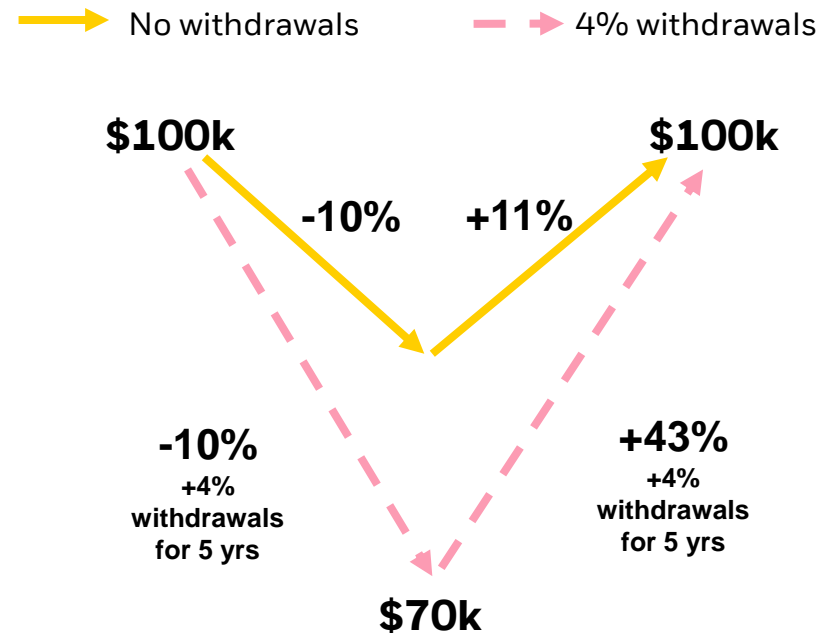 No withdrawals
4% withdrawals
$100k
$100k
-10%
+11%
-10%
+4%
withdrawals
for 5 yrs
+43%
+4%
withdrawals
for 5 yrs
$70k